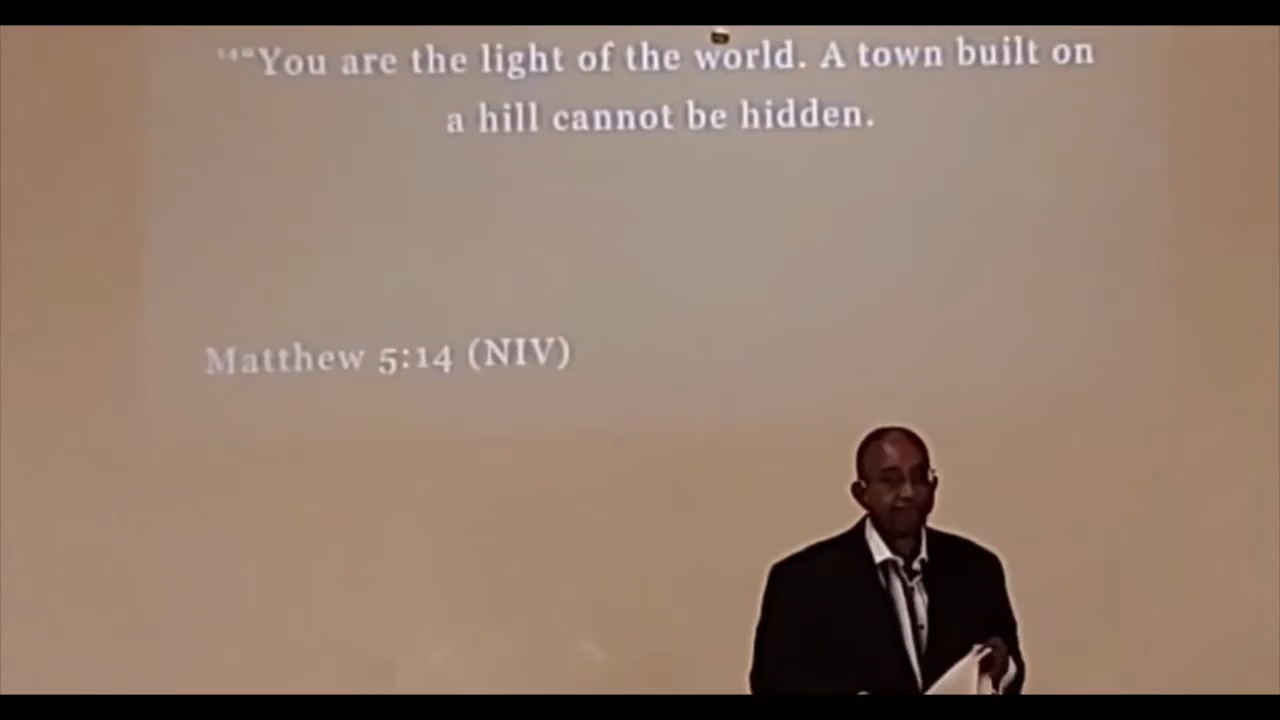 14 “You are the light of the world. A town built on
a hill cannot be hidden.
Matthew 5:14 (NIV)